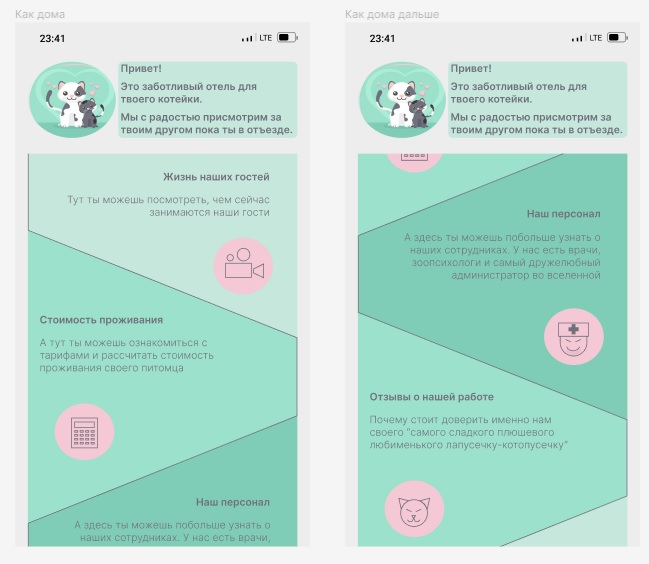 Как дома
23:41
LTE
Привет!
Это заботливый отель для
твоего котейки.
Мы с радостью присмотрим за
твоим другом пока ты в отъезде.
Жизнь наших гостей
Тут ты можешь посмотреть, чем сейчас
занимаются наши гости
Стоимость проживания
А тут ты можешь ознакомиться с
тарифами и рассчитать стоимость
проживания своего питомца
Наш персонал
А здесь ты можешь побольше узнать о
наших сотрудниках. У нас есть врачи,
Как дома дальше
23:41
LTE
Привет!
Это заботливый отель для
твоего котейки.
Мы с радостью присмотрим за
твоим другом пока ты в отъезде.
Наш персонал
А здесь ты можешь побольше узнать о
наших сотрудниках. У нас есть врачи,
зоопсихологи и самый дружелюбный
администратор во вселенной
Отзывы о нашей работе
Почему стоит доверить именно нам
своего "самого сладкого плюшевого
любименького лапусечку-котопусечку"